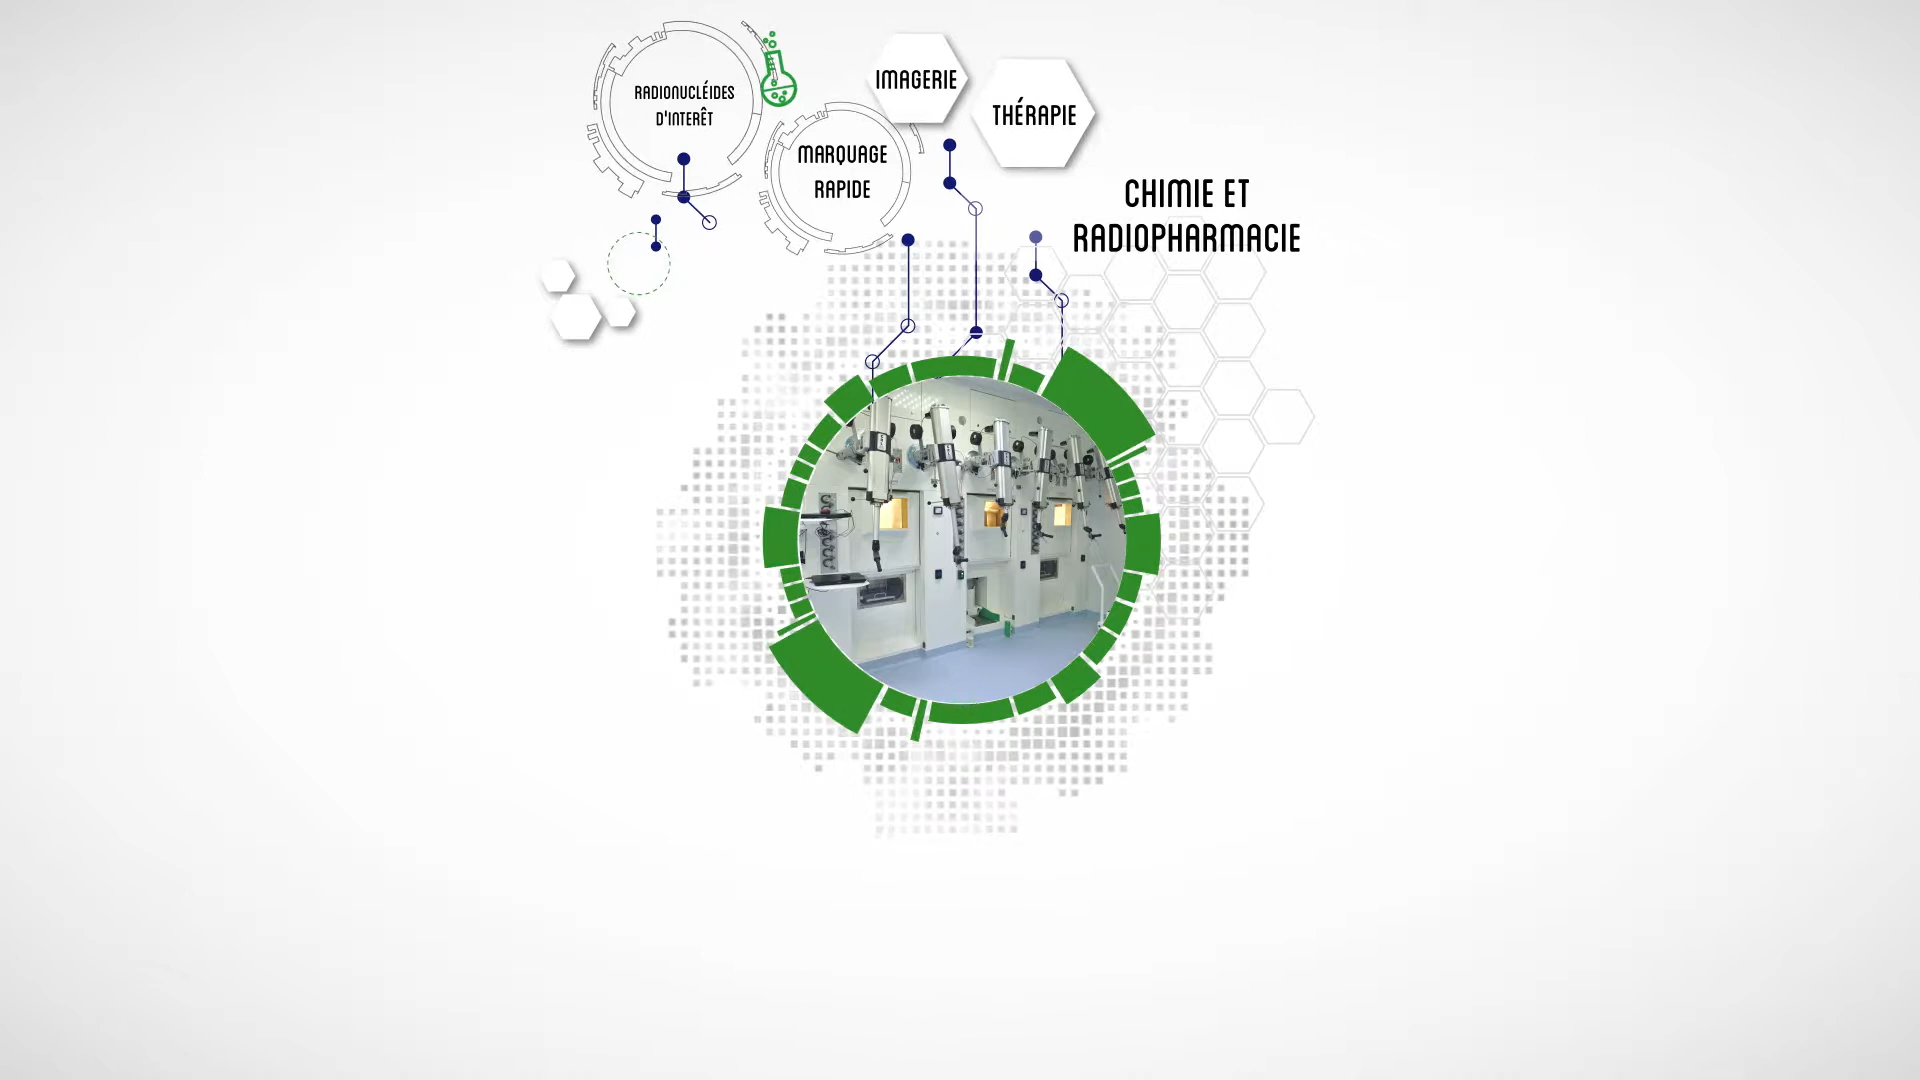 RADIONUCLÉIDES
D'INTERÊT
MARQUAGE
RAPIDE
IMAGERIE
THÉRAPIE
CHIMIE ET
RADIOPHARMACIE